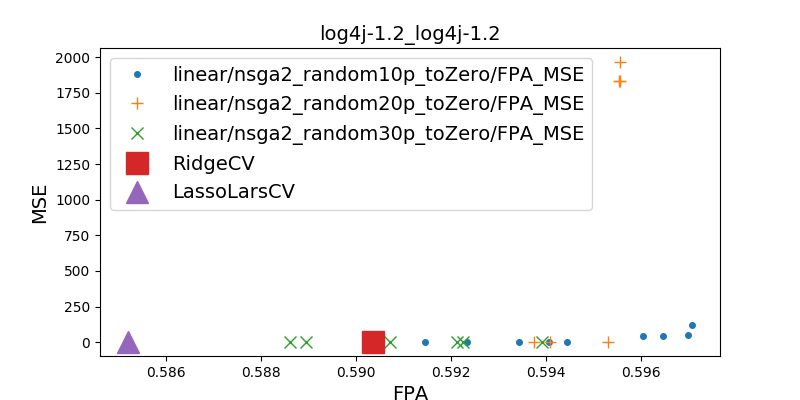 log4j-1.2_log4j-1.2
2000
1750
1500
1250
1000
750
500
250
0
MSE
linear/nsga2_random10p_toZero/FPA_MSE
linear/nsga2_random20p_toZero/FPA_MSE
linear/nsga2_random30p_toZero/FPA_MSE
RidgeCV
LassoLarsCV
0.586 0.588 0.590 0.592 0.594 0.596
FPA